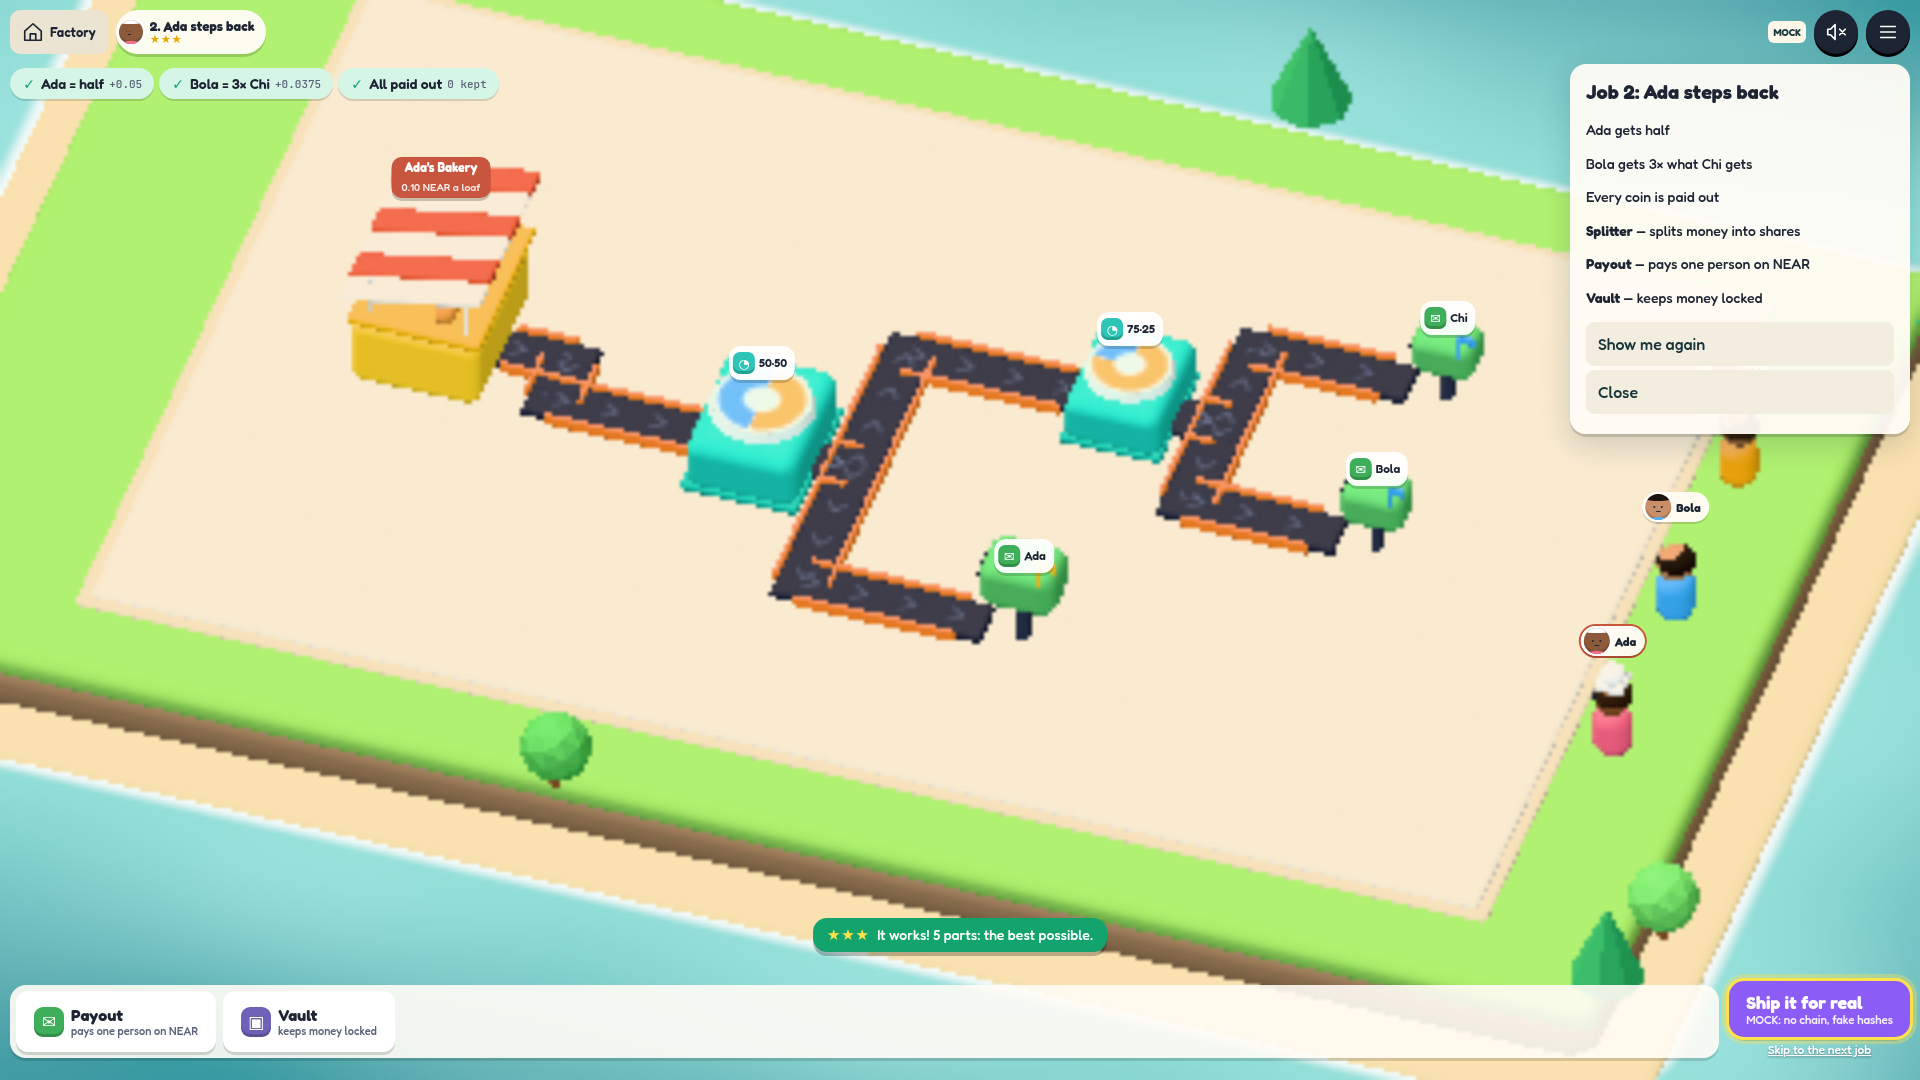 Factory
2. Ada steps back
★★★
MOCK
✓ Ada = half +0.05
✓ Bola = 3× Chi +0.0375
✓ All paid out 0 kept
Job 2: Ada steps back
Ada gets half
Bola gets 3× what Chi gets
Every coin is paid out
Splitter – splits money into shares
Payout – pays one person on NEAR
Vault – keeps money locked
Show me again
Close
Ada's Bakery
0.10 NEAR a loaf
50·50
75·25
Chi
Bola
Ada
Bola
Ada
★★★ It works! 5 parts: the best possible.
Payout
pays one person on NEAR
Vault
keeps money locked
Ship it for real
MOCK: no chain, fake hashes
Skip to the next job